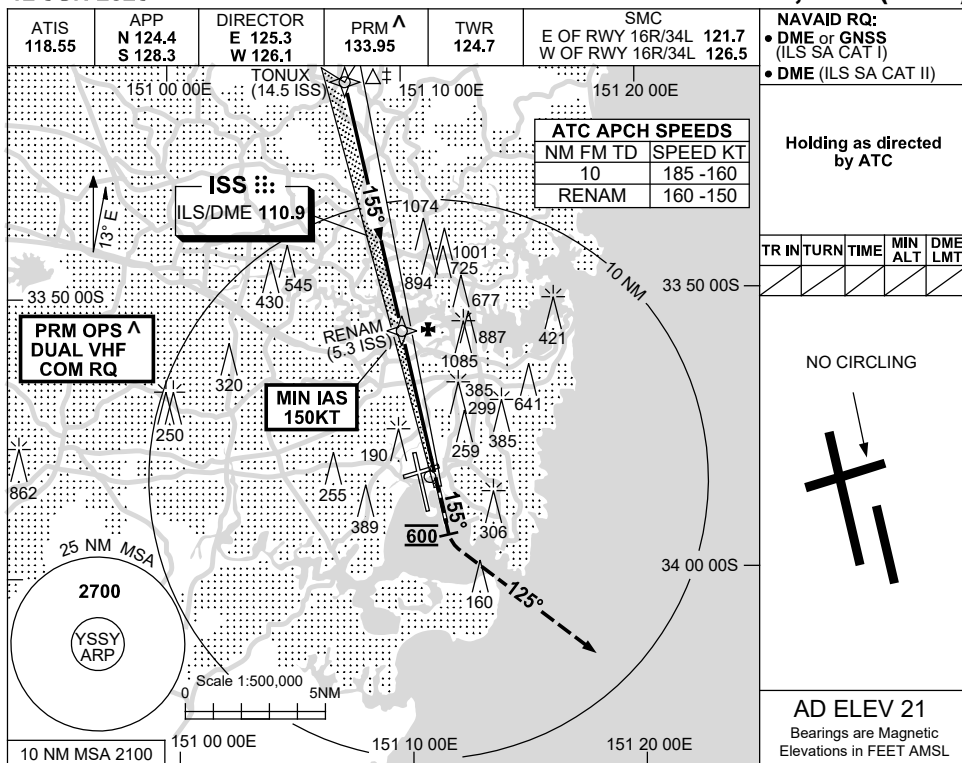 ATIS
118.55
APP
N 124.4
S 128.3
DIRECTOR
E 125.3
W 126.1
PRM ^
133.95
TWR
124.7
SMC
E OF RWY 16R/34L 121.7
W OF RWY 16R/34L 126.5
NAVAID RQ:
• DME or GNSS
(ILS SA CAT I)
• DME (ILS SA CAT II)
TONUX
(14.5 ISS)
151 00 00E
151 10 00E
151 20 00E
ATC APCH SPEEDS
NM FM TD SPEED KT
10 185 -160
RENAM 160 -150
Holding as directed
by ATC
ISS
ILS/DME 110.9
155°
13° E
1074
1001
725
894
677
545
430
10 NM
33 50 00S
33 50 00S
TR IN TURN TIME MIN ALT DME LMT
PRM OPS ^
DUAL VHF
COM RQ
RENAM
(5.3 ISS)
887
1085
421
320
MIN IAS
150KT
385
299
641
250
259
385
190
NO CIRCLING
862
255
389
155°
306
600
25 NM MSA
2700
YSSY
ARP
34 00 00S
160
125°
Scale 1:500,000
0 5NM
10 NM MSA 2100
151 00 00E
151 10 00E
151 20 00E
AD ELEV 21
Bearings are Magnetic
Elevations in FEET AMSL